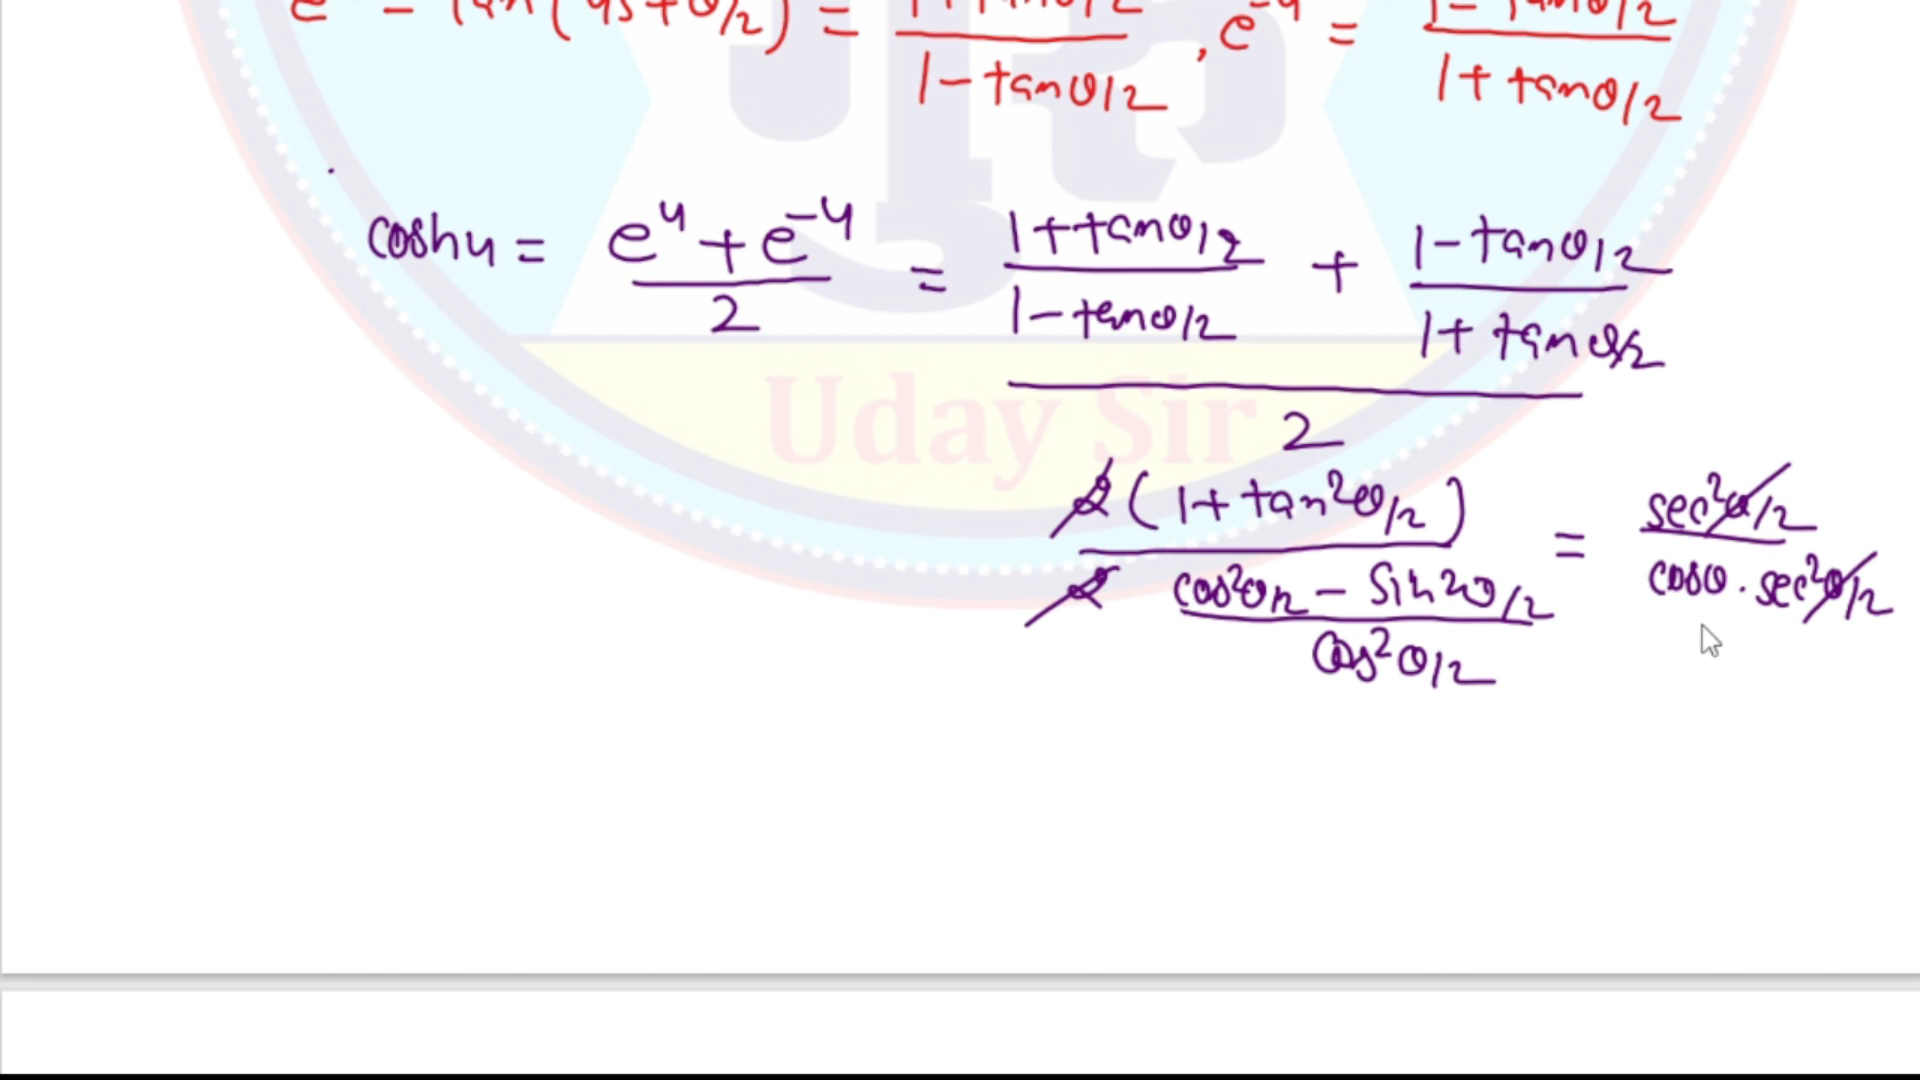 e^u = tan(45+θ/2) = (1+tanθ/2)/(1-tanθ/2) , e^-u = (1-tanθ/2)/(1+tanθ/2)
coshu = (e^u + e^-u)/2 = ((1+tanθ/2)/(1-tanθ/2) + (1-tanθ/2)/(1+tanθ/2))/2
Uday Sir
2(1+tan²θ/2)/(2 (cos²θ/2 - sin²θ/2)/cos²θ/2) = sec²θ/2/(cosθ.sec²θ/2)